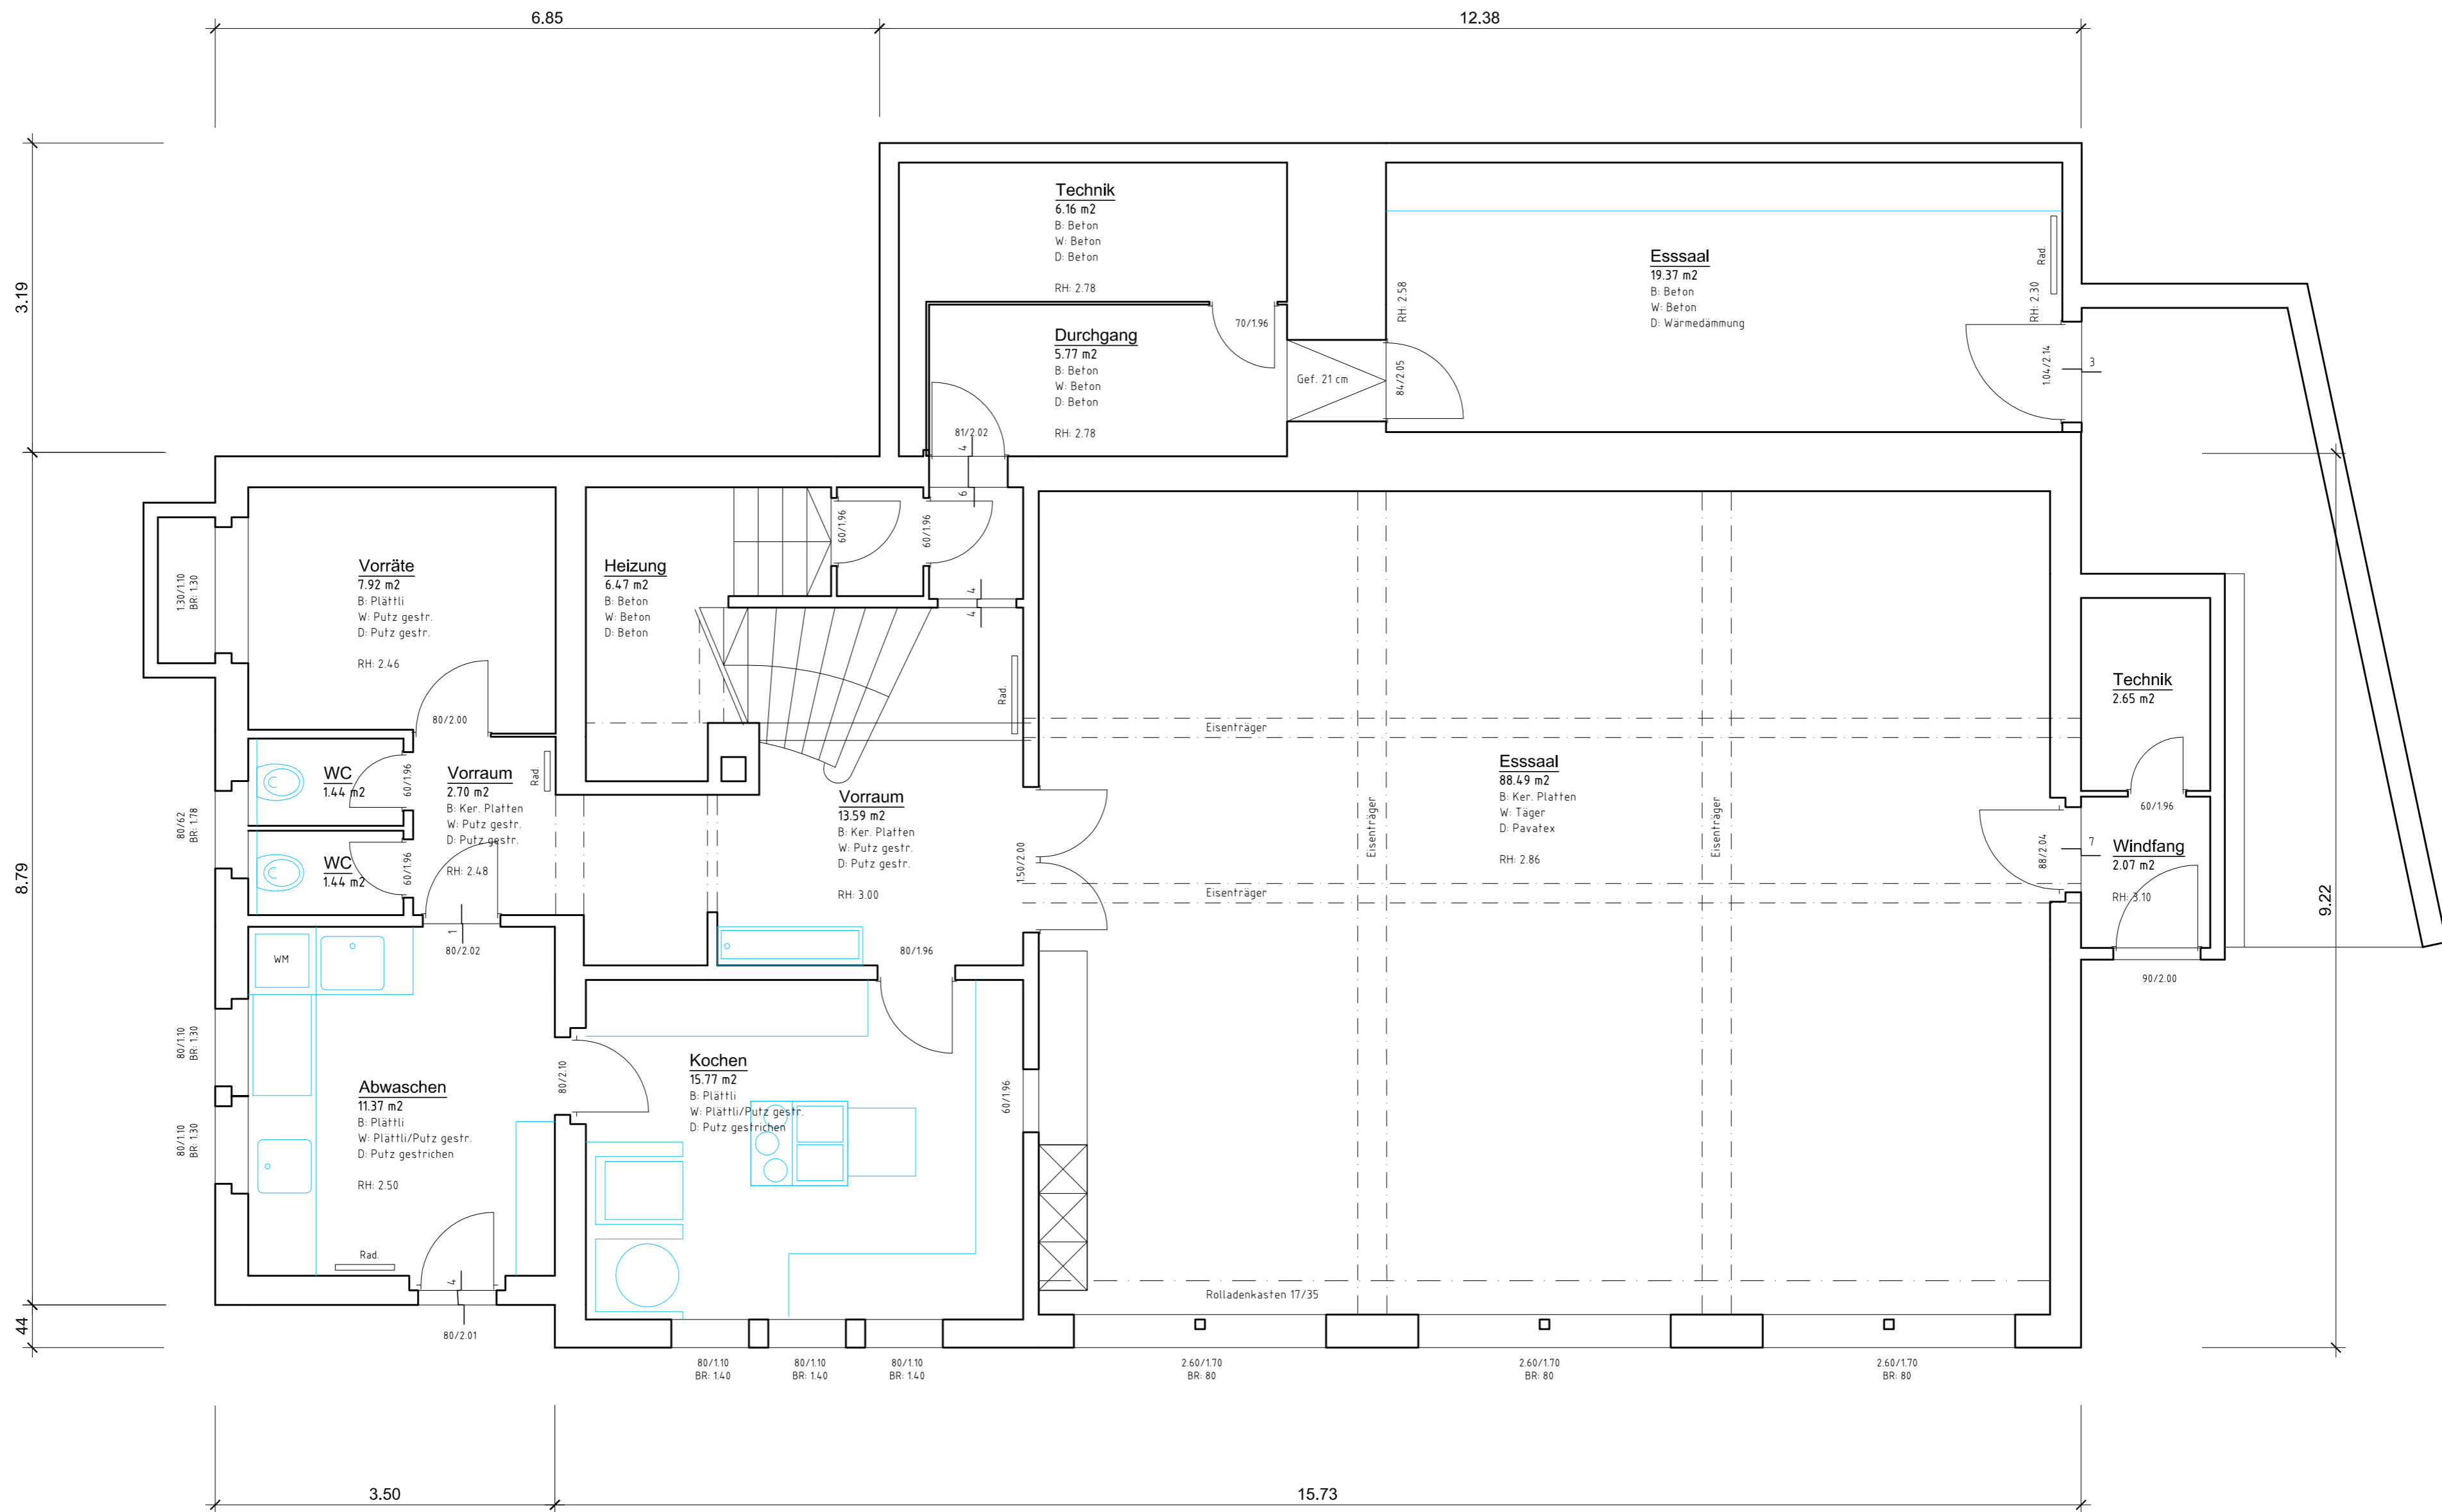 6.85
12.38
3.19
8.79
44
9.22
3.50
15.73
Technik
6.16 m2
B: Beton
W: Beton
D: Beton
RH: 2.78
Durchgang
5.77 m2
B: Beton
W: Beton
D: Beton
RH: 2.78
70/1.96
81/2.02
4
6
Gef. 21 cm
84/2.05
RH: 2.58
Esssaal
19.37 m2
B: Beton
W: Beton
D: Wärmedämmung
RH: 2.30
Rad.
1.04/2.14
3
Vorräte
7.92 m2
B: Plättli
W: Putz gestr.
D: Putz gestr.
RH: 2.46
1.30/1.10
BR: 1.30
80/2.00
Heizung
6.47 m2
B: Beton
W: Beton
D: Beton
60/1.96
60/1.96
4
4
Rad.
WC
1.44 m2
60/1.96
WC
1.44 m2
60/1.96
80/62
BR: 1.78
Vorraum
2.70 m2
B: Ker. Platten
W: Putz gestr.
D: Putz gestr.
RH: 2.48
Rad.
1
80/2.02
Vorraum
13.59 m2
B: Ker. Platten
W: Putz gestr.
D: Putz gestr.
RH: 3.00
1.50/2.00
80/1.96
Eisenträger
Eisenträger
Eisenträger
Eisenträger
Esssaal
88.49 m2
B: Ker. Platten
W: Täger
D: Pavatex
RH: 2.86
Technik
2.65 m2
60/1.96
88/2.04
7
Windfang
2.07 m2
RH: 3.10
90/2.00
WM
80/1.10
BR: 1.30
80/1.10
BR: 1.30
Abwaschen
11.37 m2
B: Plättli
W: Plättli/Putz gestr.
D: Putz gestrichen
RH: 2.50
Rad.
4
80/2.01
80/2.10
Kochen
15.77 m2
B: Plättli
W: Plättli/Putz gestr.
D: Putz gestrichen
60/1.96
Rolladenkasten 17/35
80/1.10
BR: 1.40
80/1.10
BR: 1.40
80/1.10
BR: 1.40
2.60/1.70
BR: 80
2.60/1.70
BR: 80
2.60/1.70
BR: 80